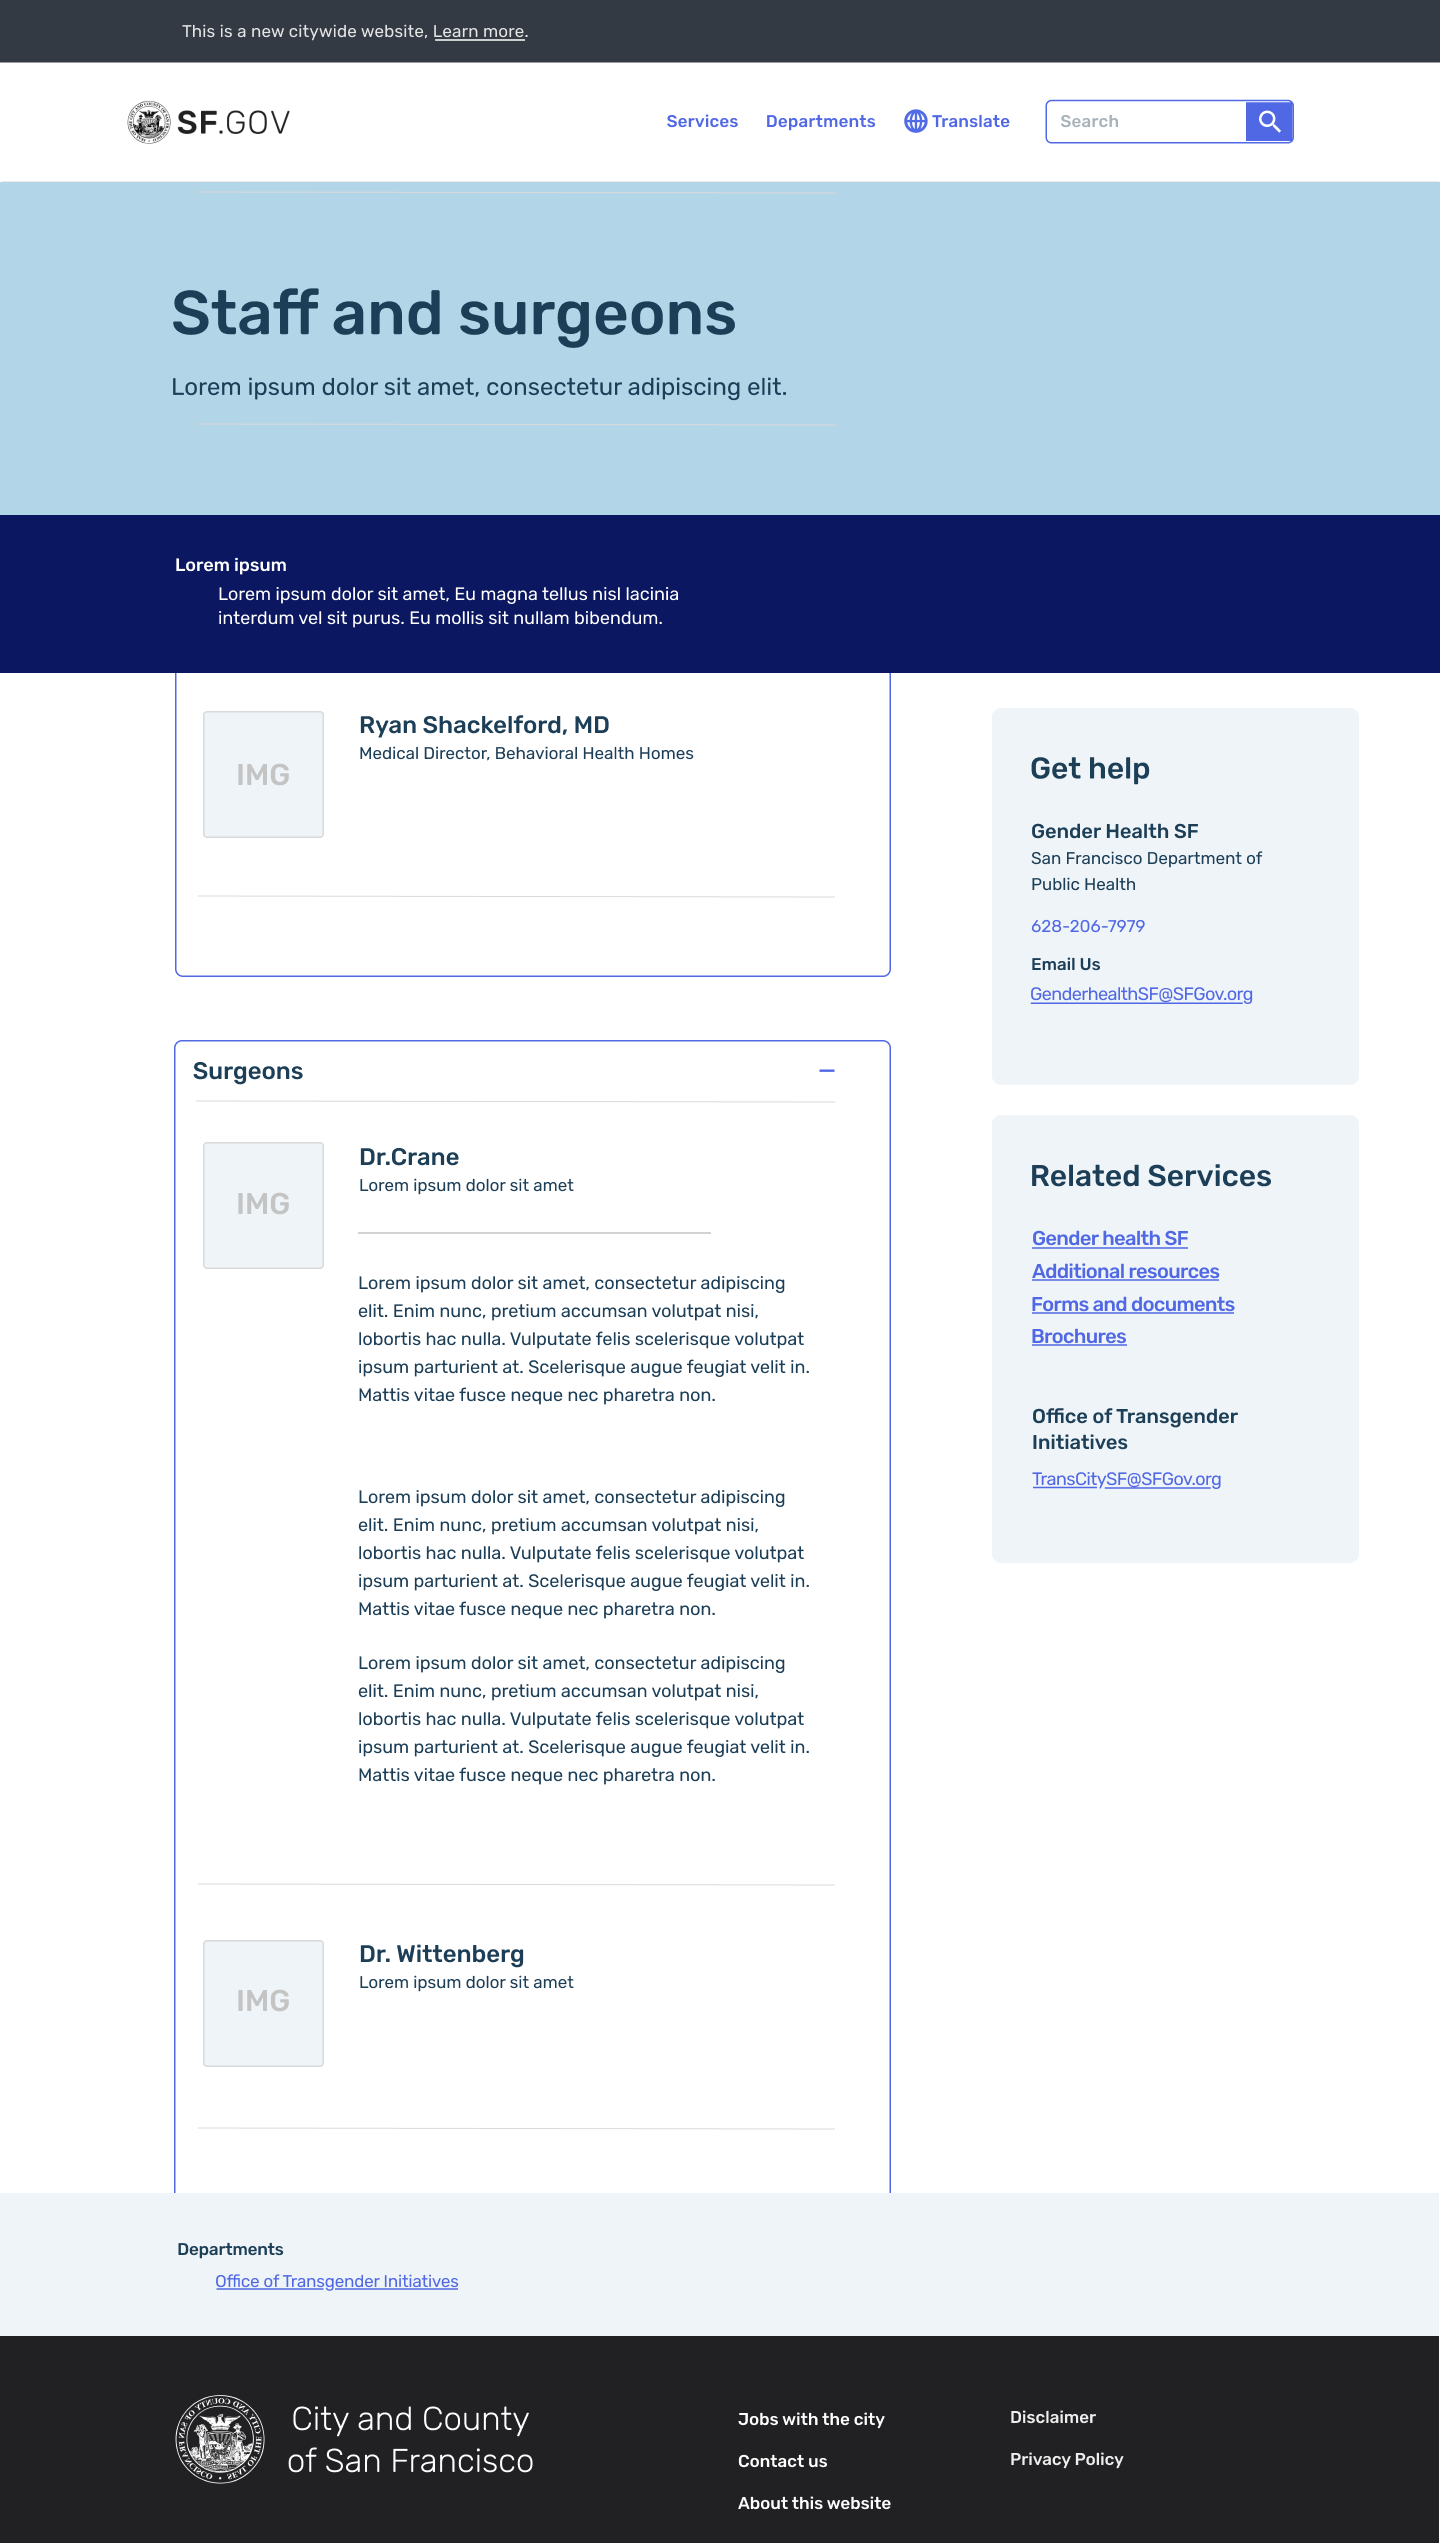 This is a new citywide website, Learn more.
SF.GOV
Services
Departments
Translate
Search
Staff and surgeons
Lorem ipsum dolor sit amet, consectetur adipiscing elit.
Lorem ipsum
Lorem ipsum dolor sit amet, Eu magna tellus nisl lacinia
interdum vel sit purus. Eu mollis sit nullam bibendum.
IMG
Ryan Shackelford, MD
Medical Director, Behavioral Health Homes
Surgeons
IMG
Dr.Crane
Lorem ipsum dolor sit amet
Lorem ipsum dolor sit amet, consectetur adipiscing
elit. Enim nunc, pretium accumsan volutpat nisi,
lobortis hac nulla. Vulputate felis scelerisque volutpat
ipsum parturient at. Scelerisque augue feugiat velit in.
Mattis vitae fusce neque nec pharetra non.
Lorem ipsum dolor sit amet, consectetur adipiscing
elit. Enim nunc, pretium accumsan volutpat nisi,
lobortis hac nulla. Vulputate felis scelerisque volutpat
ipsum parturient at. Scelerisque augue feugiat velit in.
Mattis vitae fusce neque nec pharetra non.
Lorem ipsum dolor sit amet, consectetur adipiscing
elit. Enim nunc, pretium accumsan volutpat nisi,
lobortis hac nulla. Vulputate felis scelerisque volutpat
ipsum parturient at. Scelerisque augue feugiat velit in.
Mattis vitae fusce neque nec pharetra non.
IMG
Dr. Wittenberg
Lorem ipsum dolor sit amet
Get help
Gender Health SF
San Francisco Department of
Public Health
628-206-7979
Email Us
GenderhealthSF@SFGov.org
Related Services
Gender health SF
Additional resources
Forms and documents
Brochures
Office of Transgender
Initiatives
TransCitySF@SFGov.org
Departments
Office of Transgender Initiatives
City and County
of San Francisco
Jobs with the city
Contact us
About this website
Disclaimer
Privacy Policy